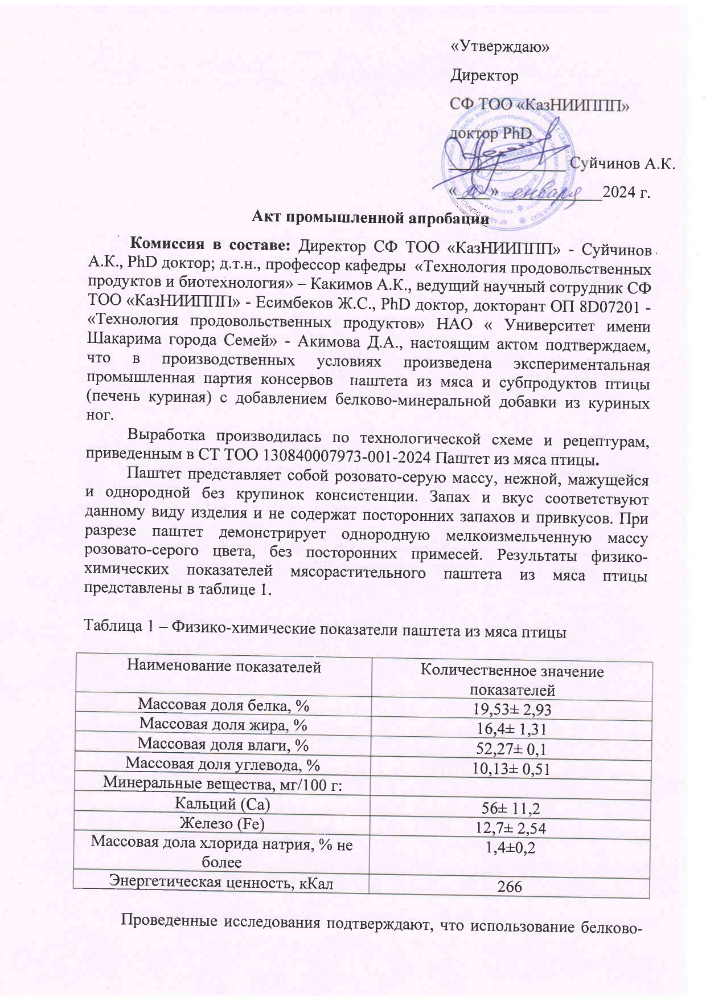 «Утверждаю»
Директор
СФ ТОО «КазНИИППП»
доктор PhD
Суйчинов А.К.
«20» января 2024 г.
Акт промышленной апробации
Комиссия в составе: Директор СФ ТОО «КазНИИППП» - Суйчинов
А.К., PhD доктор; д.т.н., профессор кафедры «Технология продовольственных
продуктов и биотехнология» – Какимов А.К., ведущий научный сотрудник СФ
ТОО «КазНИИППП» - Есимбеков Ж.С., PhD доктор, докторант ОП 8D07201 -
«Технология продовольственных продуктов» НАО « Университет имени
Шакарима города Семей» - Акимова Д.А., настоящим актом подтверждаем,
что в производственных условиях произведена экспериментальная
промышленная партия консервов паштета из мяса и субпродуктов птицы
(печень куриная) с добавлением белково-минеральной добавки из куриных
ног.
Выработка производилась по технологической схеме и рецептурам,
приведенным в СТ ТОО 130840007973-001-2024 Паштет из мяса птицы.
Паштет представляет собой розовато-серую массу, нежной, мажущейся
и однородной без крупинок консистенции. Запах и вкус соответствуют
данному виду изделия и не содержат посторонних запахов и привкусов. При
разрезе паштет демонстрирует однородную мелкоизмельченную массу
розовато-серого цвета, без посторонних примесей. Результаты физико-
химических показателей мясорастительного паштета из мяса птицы
представлены в таблице 1.
Таблица 1 – Физико-химические показатели паштета из мяса птицы
Наименование показателей
Количественное значение
показателей
Массовая доля белка, %
19,53± 2,93
Массовая доля жира, %
16,4± 1,31
Массовая доля влаги, %
52,27± 0,1
Массовая доля углевода, %
10,13± 0,51
Минеральные вещества, мг/100 г:
Кальций (Ca)
56± 11,2
Железо (Fe)
12,7± 2,54
Массовая дола хлорида натрия, % не
более
1,4±0,2
Энергетическая ценность, кКал
266
Проведенные исследования подтверждают, что использование белково-